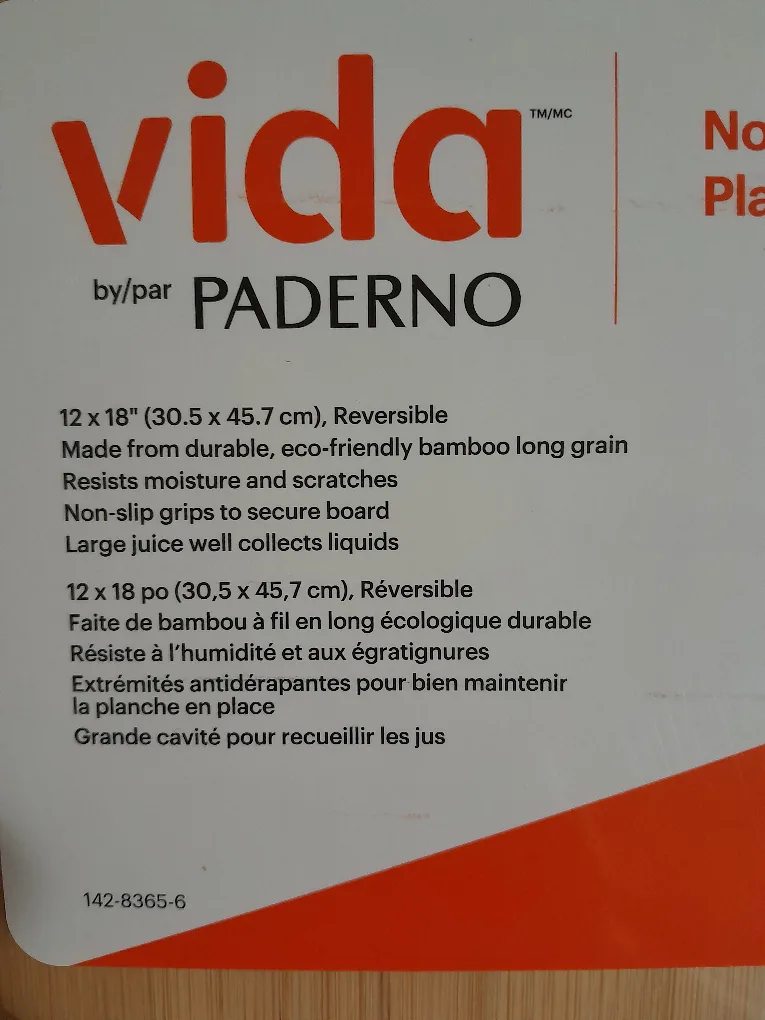 vida TM/MC
by/par PADERNO
No
Pla
12 x 18" (30.5 x 45.7 cm), Reversible
Made from durable, eco-friendly bamboo long grain
Resists moisture and scratches
Non-slip grips to secure board
Large juice well collects liquids
12 x 18 po (30,5 x 45,7 cm), Réversible
Faite de bambou à fil en long écologique durable
Résiste à l'humidité et aux égratignures
Extrémités antidérapantes pour bien maintenir
la planche en place
Grande cavité pour recueillir les jus
142-8365-6